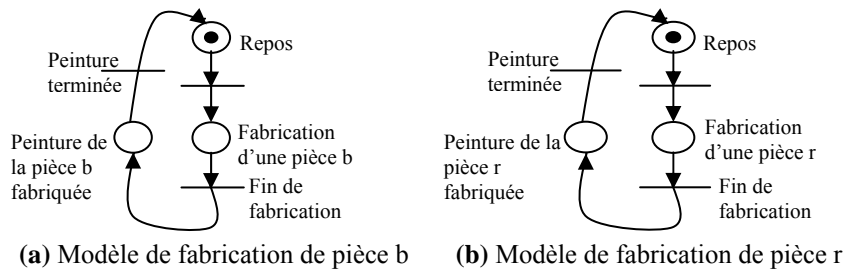 Repos
Peinture
terminée
Peinture de
la pièce b
fabriquée
Fabrication
d'une pièce b
Fin de
fabrication
(a) Modèle de fabrication de pièce b
Repos
Peinture
terminée
Peinture de la
pièce r
fabriquée
Fabrication
d'une pièce r
Fin de
fabrication
(b) Modèle de fabrication de pièce r